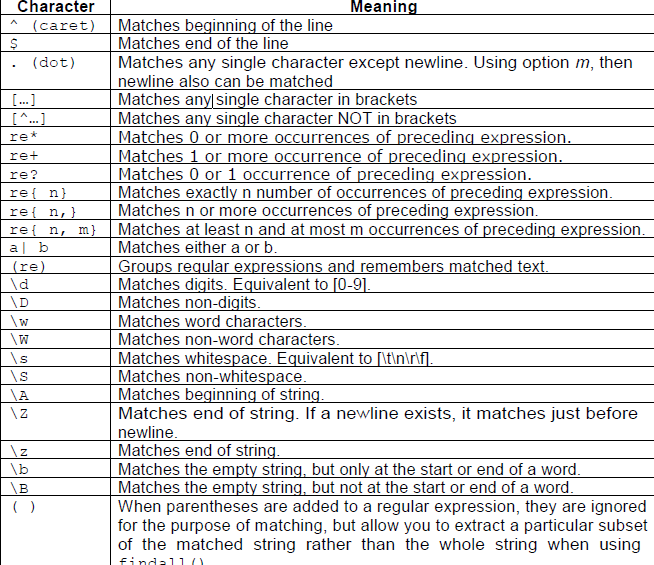 Character Meaning
^ (caret) Matches beginning of the line
$ Matches end of the line
. (dot) Matches any single character except newline. Using option m, then
newline also can be matched
[…] Matches any single character in brackets
[^…] Matches any single character NOT in brackets
re* Matches 0 or more occurrences of preceding expression.
re+ Matches 1 or more occurrence of preceding expression.
re? Matches 0 or 1 occurrence of preceding expression.
re{ n} Matches exactly n number of occurrences of preceding expression.
re{ n,} Matches n or more occurrences of preceding expression.
re{ n, m} Matches at least n and at most m occurrences of preceding expression.
a| b Matches either a or b.
(re) Groups regular expressions and remembers matched text.
\d Matches digits. Equivalent to [0-9].
\D Matches non-digits.
\w Matches word characters.
\W Matches non-word characters.
\s Matches whitespace. Equivalent to [\t\n\r\f].
\S Matches non-whitespace.
\A Matches beginning of string.
\Z Matches end of string. If a newline exists, it matches just before
newline.
\z Matches end of string.
\b Matches the empty string, but only at the start or end of a word.
\B Matches the empty string, but not at the start or end of a word.
( ) When parentheses are added to a regular expression, they are ignored
for the purpose of matching, but allow you to extract a particular subset
of the matched string rather than the whole string when using
findall()